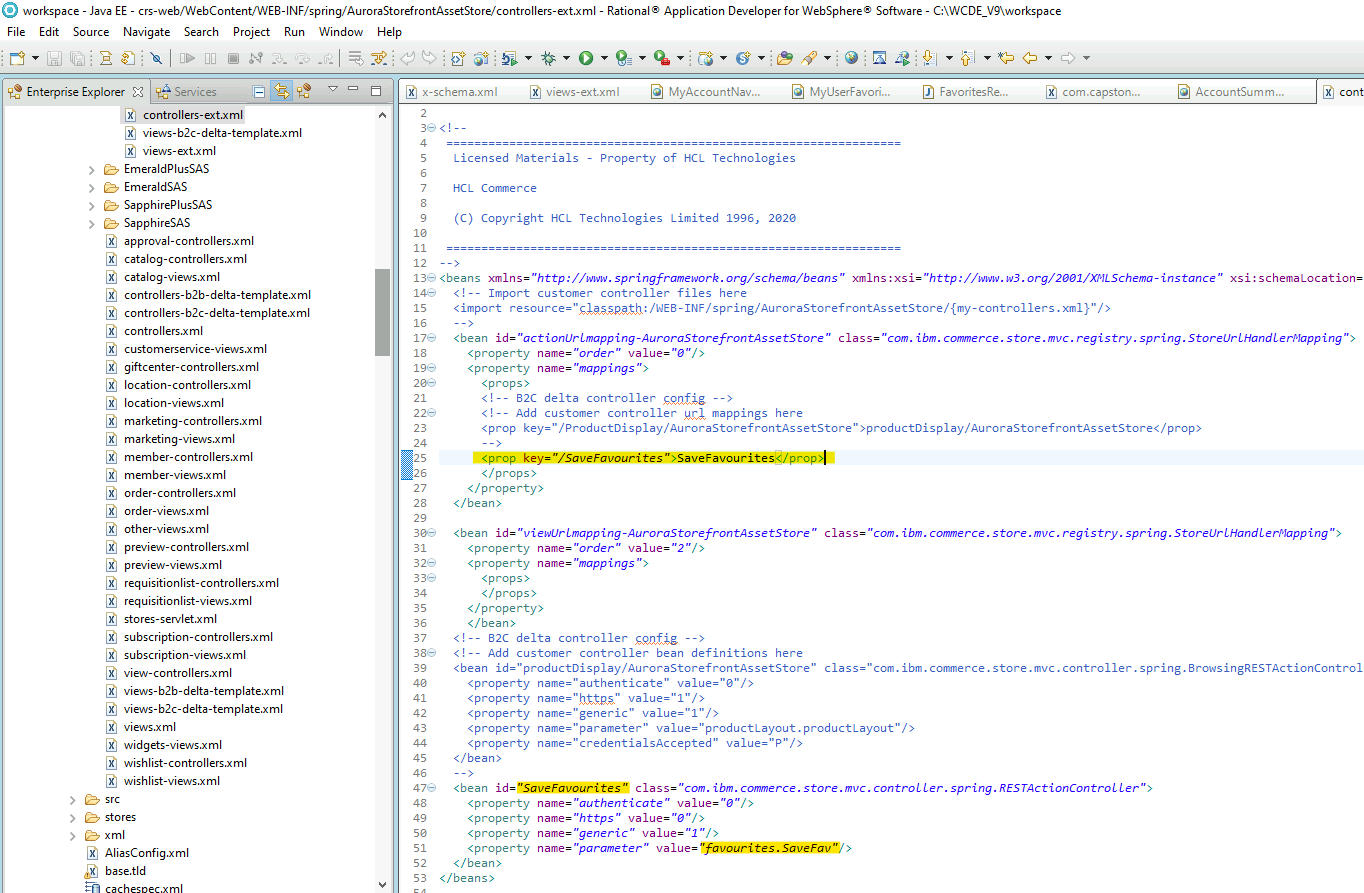 workspace - Java EE - crs-web/WebContent/WEB-INF/spring/AuroraStorefrontAssetStore/controllers-ext.xml - Rational® Application Developer for WebSphere® Software - C:\WCDE_V9\workspace
File Edit Source Navigate Search Project Run Window Help
Enterprise Explorer Services
controllers-ext.xml
views-b2c-delta-template.xml
views-ext.xml
EmeraldPlusSAS
EmeraldSAS
SapphirePlusSAS
SapphireSAS
approval-controllers.xml
catalog-controllers.xml
catalog-views.xml
controllers-b2b-delta-template.xml
controllers-b2c-delta-template.xml
controllers.xml
customerservice-views.xml
giftcenter-controllers.xml
location-controllers.xml
location-views.xml
marketing-controllers.xml
marketing-views.xml
member-controllers.xml
member-views.xml
order-controllers.xml
order-views.xml
other-views.xml
preview-controllers.xml
preview-views.xml
requisitionlist-controllers.xml
requisitionlist-views.xml
stores-servlet.xml
subscription-controllers.xml
subscription-views.xml
view-controllers.xml
views-b2b-delta-template.xml
views-b2c-delta-template.xml
views.xml
widgets-views.xml
wishlist-controllers.xml
wishlist-views.xml
src
stores
xml
AliasConfig.xml
base.tld
cachespec.xml
x-schema.xml views-ext.xml MyAccountNav... MyUserFavori... FavoritesRe... com.capston... AccountSumm... cont
2
3 <!--
4 =================================================================
5 Licensed Materials - Property of HCL Technologies
6
7 HCL Commerce
8
9 (C) Copyright HCL Technologies Limited 1996, 2020
10
11 =================================================================
12 -->
13 <beans xmlns="http://www.springframework.org/schema/beans" xmlns:xsi="http://www.w3.org/2001/XMLSchema-instance" xsi:schemaLocation=
14 <!-- Import customer controller files here
15 <import resource="classpath:/WEB-INF/spring/AuroraStorefrontAssetStore/{my-controllers.xml}"/>
16 -->
17 <bean id="actionUrlmapping-AuroraStorefrontAssetStore" class="com.ibm.commerce.store.mvc.registry.spring.StoreUrlHandlerMapping">
18 <property name="order" value="0"/>
19 <property name="mappings">
20 <props>
21 <!-- B2C delta controller config -->
22 <!-- Add customer controller url mappings here
23 <prop key="/ProductDisplay/AuroraStorefrontAssetStore">productDisplay/AuroraStorefrontAssetStore</prop>
24 -->
25 <prop key="/SaveFavourites">SaveFavourites</prop>
26 </props>
27 </property>
28 </bean>
29
30 <bean id="viewUrlmapping-AuroraStorefrontAssetStore" class="com.ibm.commerce.store.mvc.registry.spring.StoreUrlHandlerMapping">
31 <property name="order" value="2"/>
32 <property name="mappings">
33 <props>
34 </props>
35 </property>
36 </bean>
37 <!-- B2C delta controller config -->
38 <!-- Add customer controller bean definitions here
39 <bean id="productDisplay/AuroraStorefrontAssetStore" class="com.ibm.commerce.store.mvc.controller.spring.BrowsingRESTActionControl
40 <property name="authenticate" value="0"/>
41 <property name="https" value="1"/>
42 <property name="generic" value="1"/>
43 <property name="parameter" value="productLayout.productLayout"/>
44 <property name="credentialsAccepted" value="P"/>
45 </bean>
46 -->
47 <bean id="SaveFavourites" class="com.ibm.commerce.store.mvc.controller.spring.RESTActionController">
48 <property name="authenticate" value="0"/>
49 <property name="https" value="0"/>
50 <property name="generic" value="1"/>
51 <property name="parameter" value="favourites.SaveFav"/>
52 </bean>
53 </beans>
54